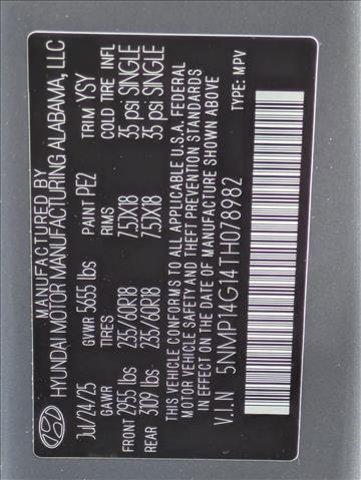 MANUFACTURED BY
HYUNDAI MOTOR MANUFACTURING ALABAMA, LLC
Jul/24/25 GVWR 5655 lbs PAINT PE2 TRIM YSY
GAWR TIRES RIMS COLD TIRE INFL
FRONT 2955 lbs 235/60R18 7.5JX18 35 psi SINGLE
REAR 3109 lbs 235/60R18 7.5JX18 35 psi SINGLE
THIS VEHICLE CONFORMS TO ALL APPLICABLE U.S.A. FEDERAL
MOTOR VEHICLE SAFETY AND THEFT PREVENTION STANDARDS
IN EFFECT ON THE DATE OF MANUFACTURE SHOWN ABOVE
V.I.N 5NMP14G14TH078982 TYPE: MPV